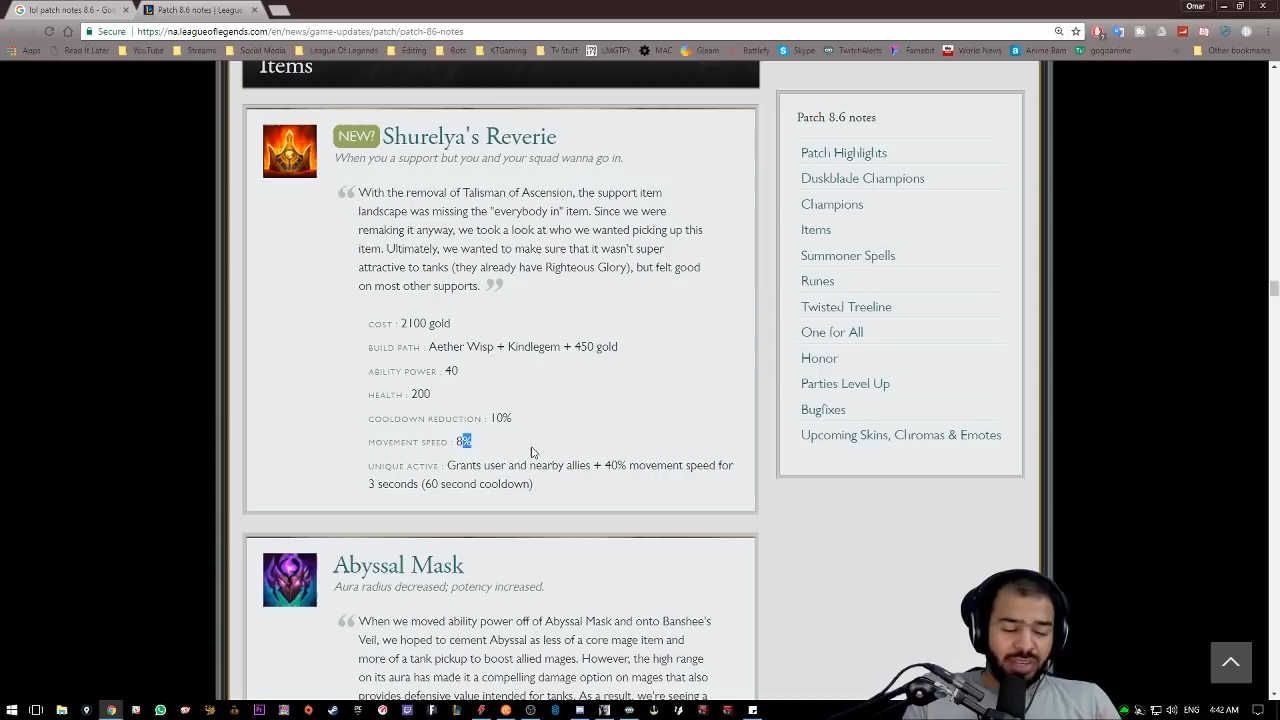 lol patch notes 8.6 - Goo
Patch 8.6 notes | League
Omar
Secure https://na.leagueoflegends.com/en/news/game-updates/patch/patch-86-notes
Apps Read It Later YouTube Streams Social Media League Of Legends Editing Bots KTGaming Tv Stuff LMGTFY MAC Gleam Battlefy Skype TwitchAlerts Famebit World News Anime Bam gogoanime Other bookmarks
Items
NEW? Shurelya's Reverie
When you a support but you and your squad wanna go in.
With the removal of Talisman of Ascension, the support item
landscape was missing the "everybody in" item. Since we were
remaking it anyway, we took a look at who we wanted picking up this
item. Ultimately, we wanted to make sure that it wasn't super
attractive to tanks (they already have Righteous Glory), but felt good
on most other supports.
COST : 2100 gold
BUILD PATH : Aether Wisp + Kindlegem + 450 gold
ABILITY POWER : 40
HEALTH : 200
COOLDOWN REDUCTION : 10%
MOVEMENT SPEED : 8%
UNIQUE ACTIVE : Grants user and nearby allies + 40% movement speed for
3 seconds (60 second cooldown)
Abyssal Mask
Aura radius decreased; potency increased.
When we moved ability power off of Abyssal Mask and onto Banshee's
Veil, we hoped to cement Abyssal as less of a core mage item and
more of a tank pickup to boost allied mages. However, the high range
on its aura has made it a compelling damage option on mages that also
provides defensive value intended for tanks. As a result, we're seeing a
Patch 8.6 notes
Patch Highlights
Duskblade Champions
Champions
Items
Summoner Spells
Runes
Twisted Treeline
One for All
Honor
Parties Level Up
Bugfixes
Upcoming Skins, Chromas & Emotes
4:42 AM